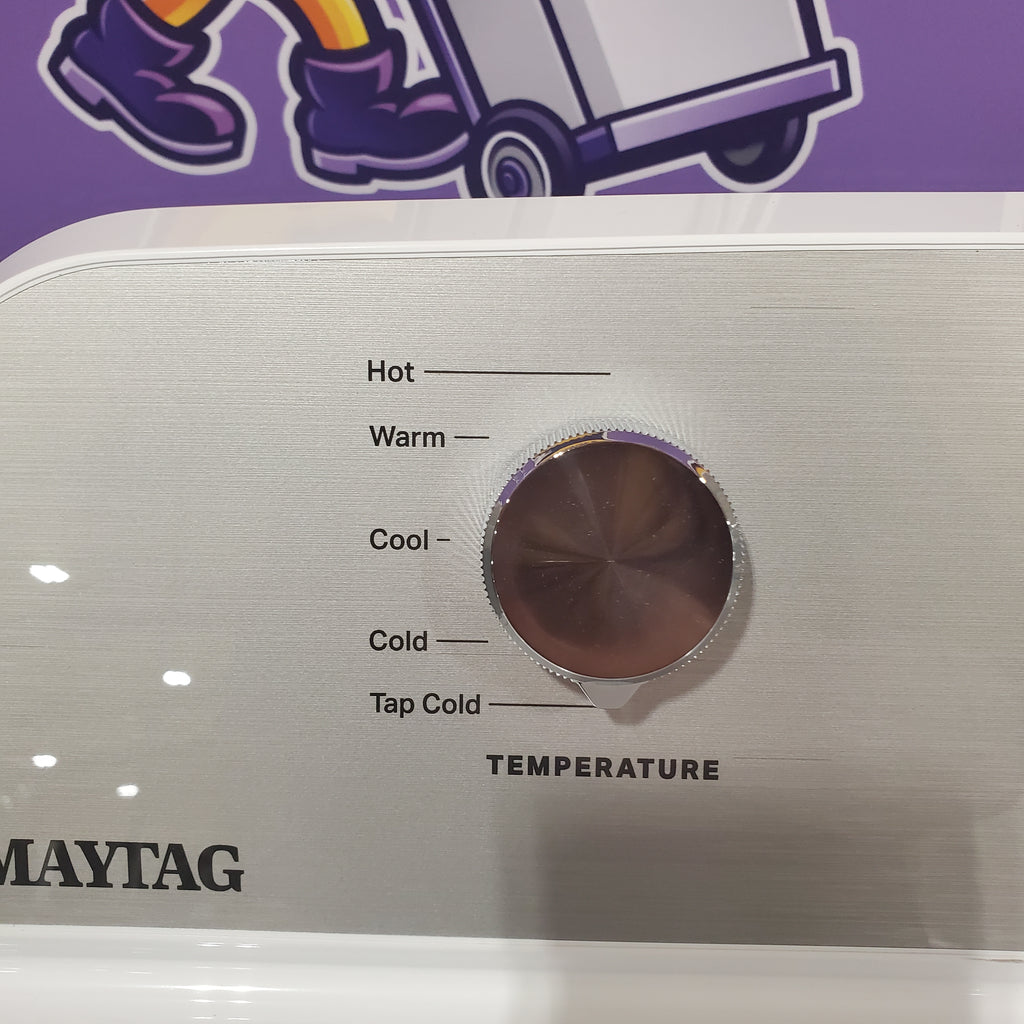 Hot
Warm
Cool
Cold
Tap Cold
TEMPERATURE
MAYTAG